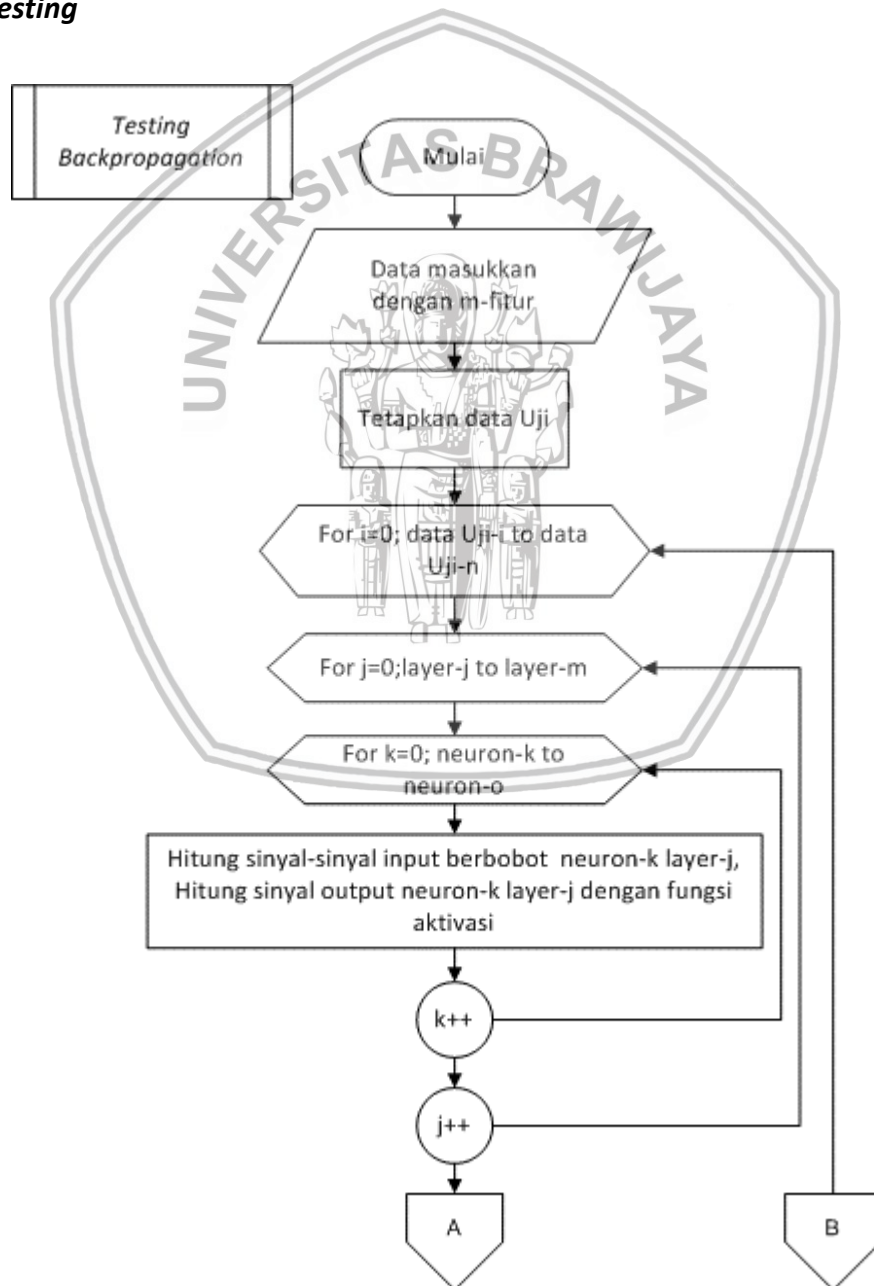 esting
Testing
Backpropagation
Mulai
UNIVERSITAS BRAWIJAYA
Data masukkan
dengan m-fitur
Tetapkan data Uji
For i=0; data Uji-i to data
Uji-n
For j=0;layer-j to layer-m
For k=0; neuron-k to
neuron-o
Hitung sinyal-sinyal input berbobot neuron-k layer-j,
Hitung sinyal output neuron-k layer-j dengan fungsi
aktivasi
k++
j++
A
B